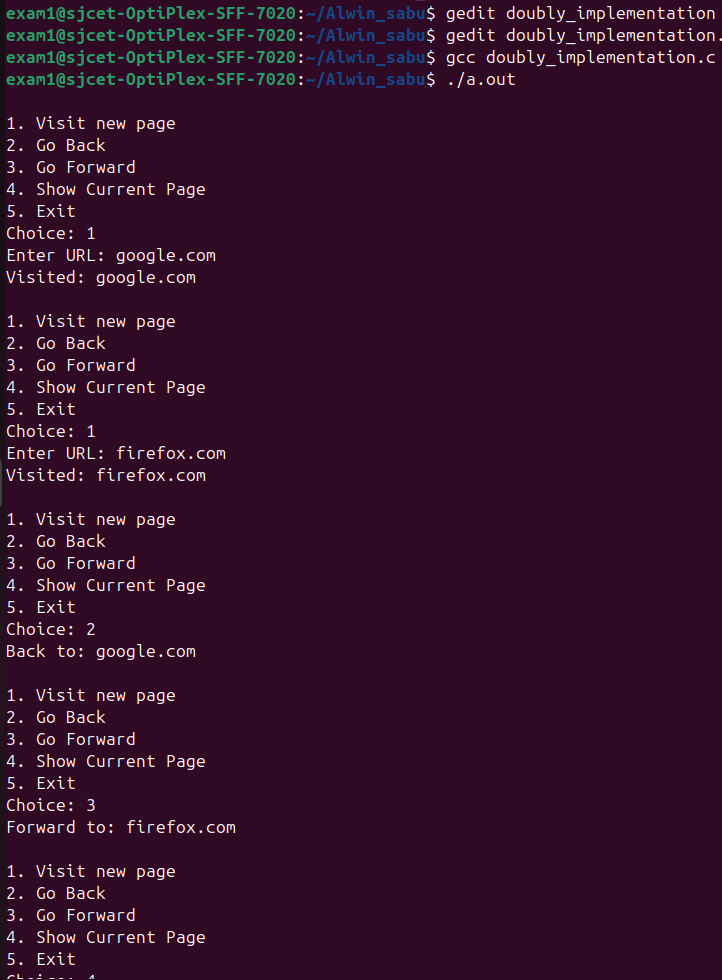 exam1@sjcet-OptiPlex-SFF-7020:~/Alwin_sabu$ gedit doubly_implementation
exam1@sjcet-OptiPlex-SFF-7020:~/Alwin_sabu$ gedit doubly_implementation.
exam1@sjcet-OptiPlex-SFF-7020:~/Alwin_sabu$ gcc doubly_implementation.c
exam1@sjcet-OptiPlex-SFF-7020:~/Alwin_sabu$ ./a.out
1. Visit new page
2. Go Back
3. Go Forward
4. Show Current Page
5. Exit
Choice: 1
Enter URL: google.com
Visited: google.com
1. Visit new page
2. Go Back
3. Go Forward
4. Show Current Page
5. Exit
Choice: 1
Enter URL: firefox.com
Visited: firefox.com
1. Visit new page
2. Go Back
3. Go Forward
4. Show Current Page
5. Exit
Choice: 2
Back to: google.com
1. Visit new page
2. Go Back
3. Go Forward
4. Show Current Page
5. Exit
Choice: 3
Forward to: firefox.com
1. Visit new page
2. Go Back
3. Go Forward
4. Show Current Page
5. Exit
Choice: 4